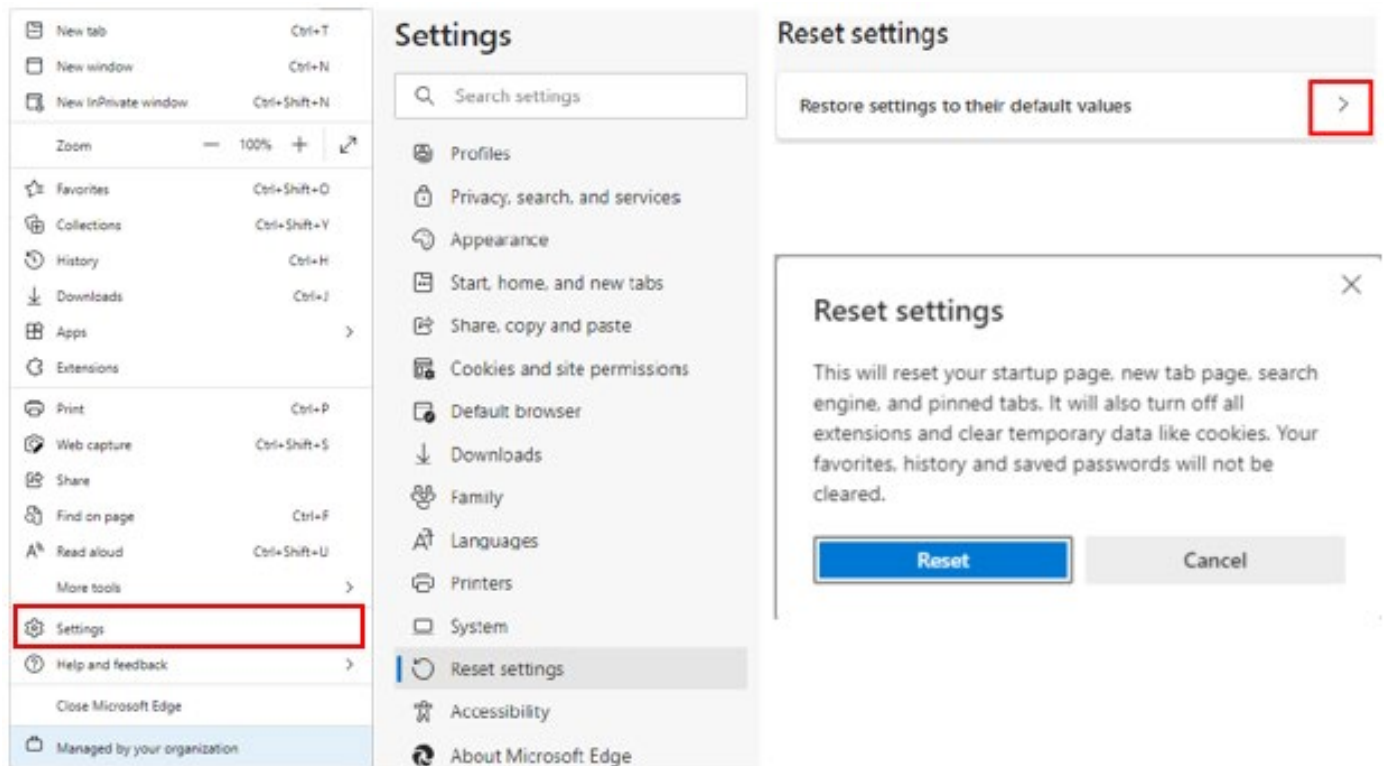 New tab Ctrl+T
New window Ctrl+N
New InPrivate window Ctrl+Shift+N
Zoom — 100% +
Favorites Ctrl+Shift+O
Collections Ctrl+Shift+Y
History Ctrl+H
Downloads Ctrl+J
Apps
Extensions
Print Ctrl+P
Web capture Ctrl+Shift+S
Share
Find on page Ctrl+F
Read aloud Ctrl+Shift+U
More tools
Settings
Help and feedback
Close Microsoft Edge
Managed by your organization
Settings
Search settings
Profiles
Privacy, search, and services
Appearance
Start, home, and new tabs
Share, copy and paste
Cookies and site permissions
Default browser
Downloads
Family
Languages
Printers
System
Reset settings
Accessibility
About Microsoft Edge
Reset settings
Restore settings to their default values
Reset settings
This will reset your startup page, new tab page, search
engine, and pinned tabs. It will also turn off all
extensions and clear temporary data like cookies. Your
favorites, history and saved passwords will not be
cleared.
Reset Cancel